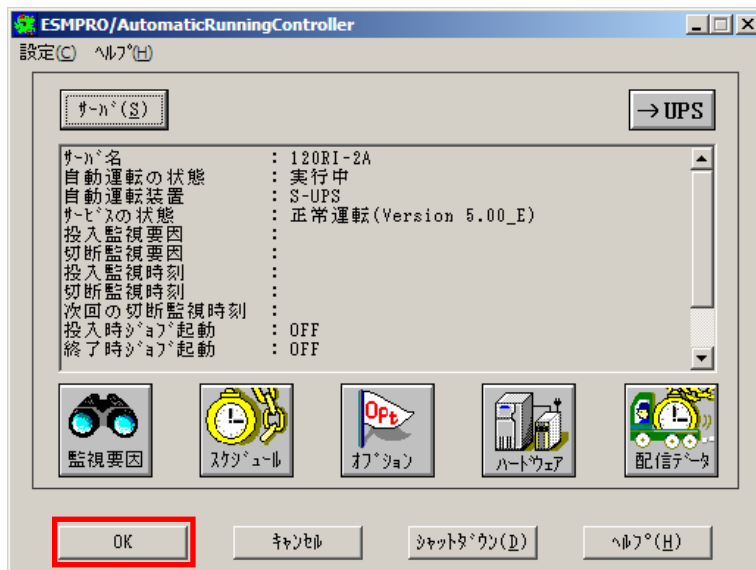 ESMPRO/AutomaticRunningController
設定(C) ﾍﾙﾌﾟ(H)
ｻｰﾊﾞ(S)
→UPS
ｻｰﾊﾞ名 : 120RI-2A
自動運転の状態 : 実行中
自動運転装置 : S-UPS
ｻｰﾋﾞｽの状態 : 正常運転(Version 5.00_E)
投入監視要因 :
切断監視要因 :
投入監視時刻 :
切断監視時刻 :
次回の切断監視時刻 :
投入時ｼﾞｮﾌﾞ起動 : OFF
終了時ｼﾞｮﾌﾞ起動 : OFF
Opt
監視要因 ｽｹｼﾞｭｰﾙ ｵﾌﾟｼｮﾝ ﾊｰﾄﾞｳｪｱ 配信ﾃﾞｰﾀ
OK ｷｬﾝｾﾙ ｼｬｯﾄﾀﾞｳﾝ(D) ﾍﾙﾌﾟ(H)